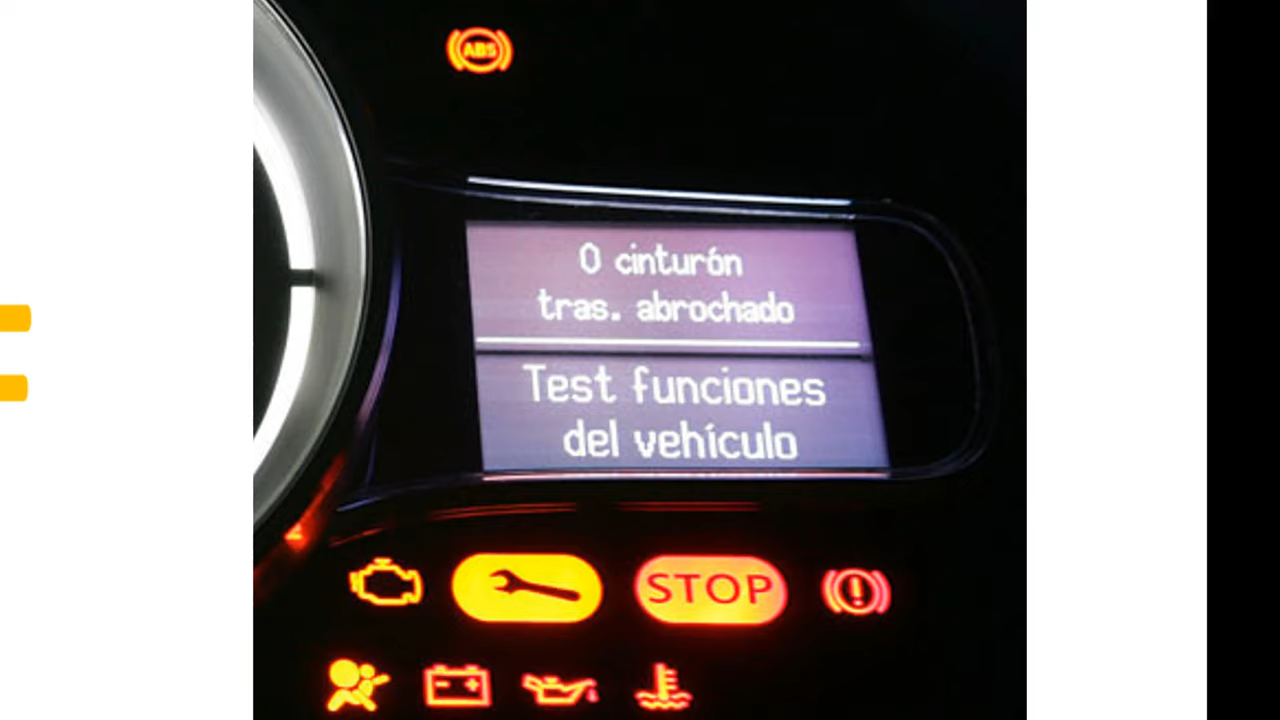 ABS
0 cinturón
tras. abrochado
Test funciones
del vehículo
STOP